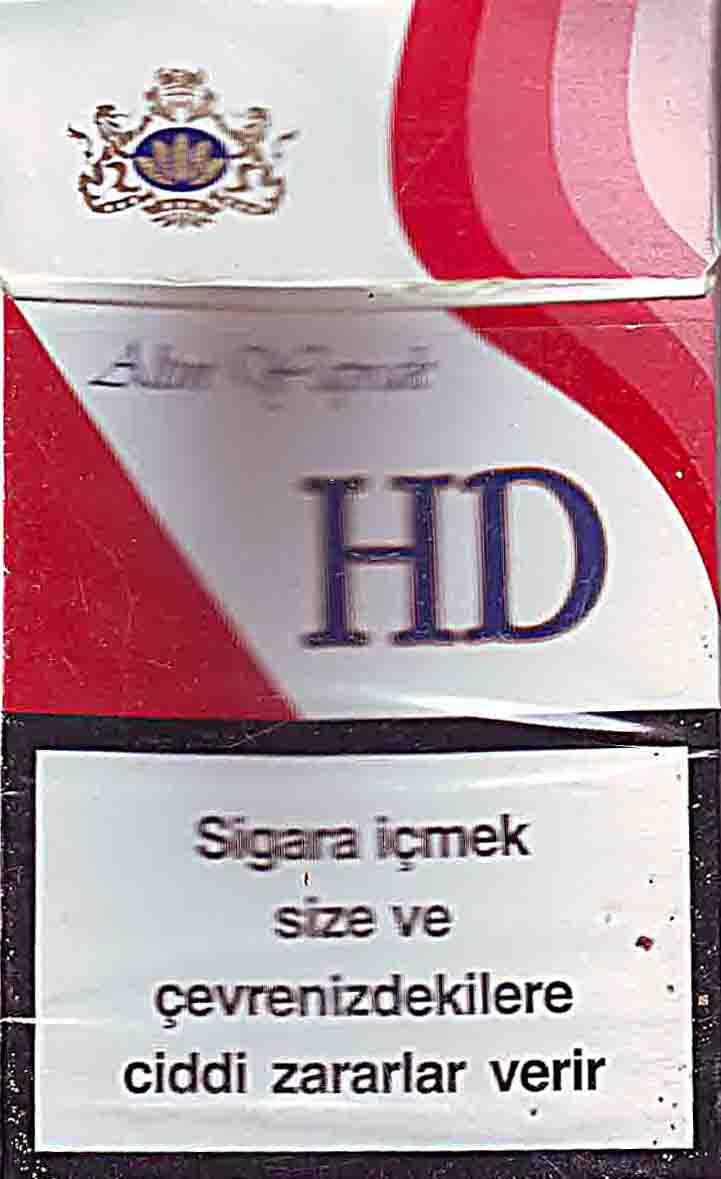 HD
Sigara içmek
size ve
çevrenizdekilere
ciddi zararlar verir